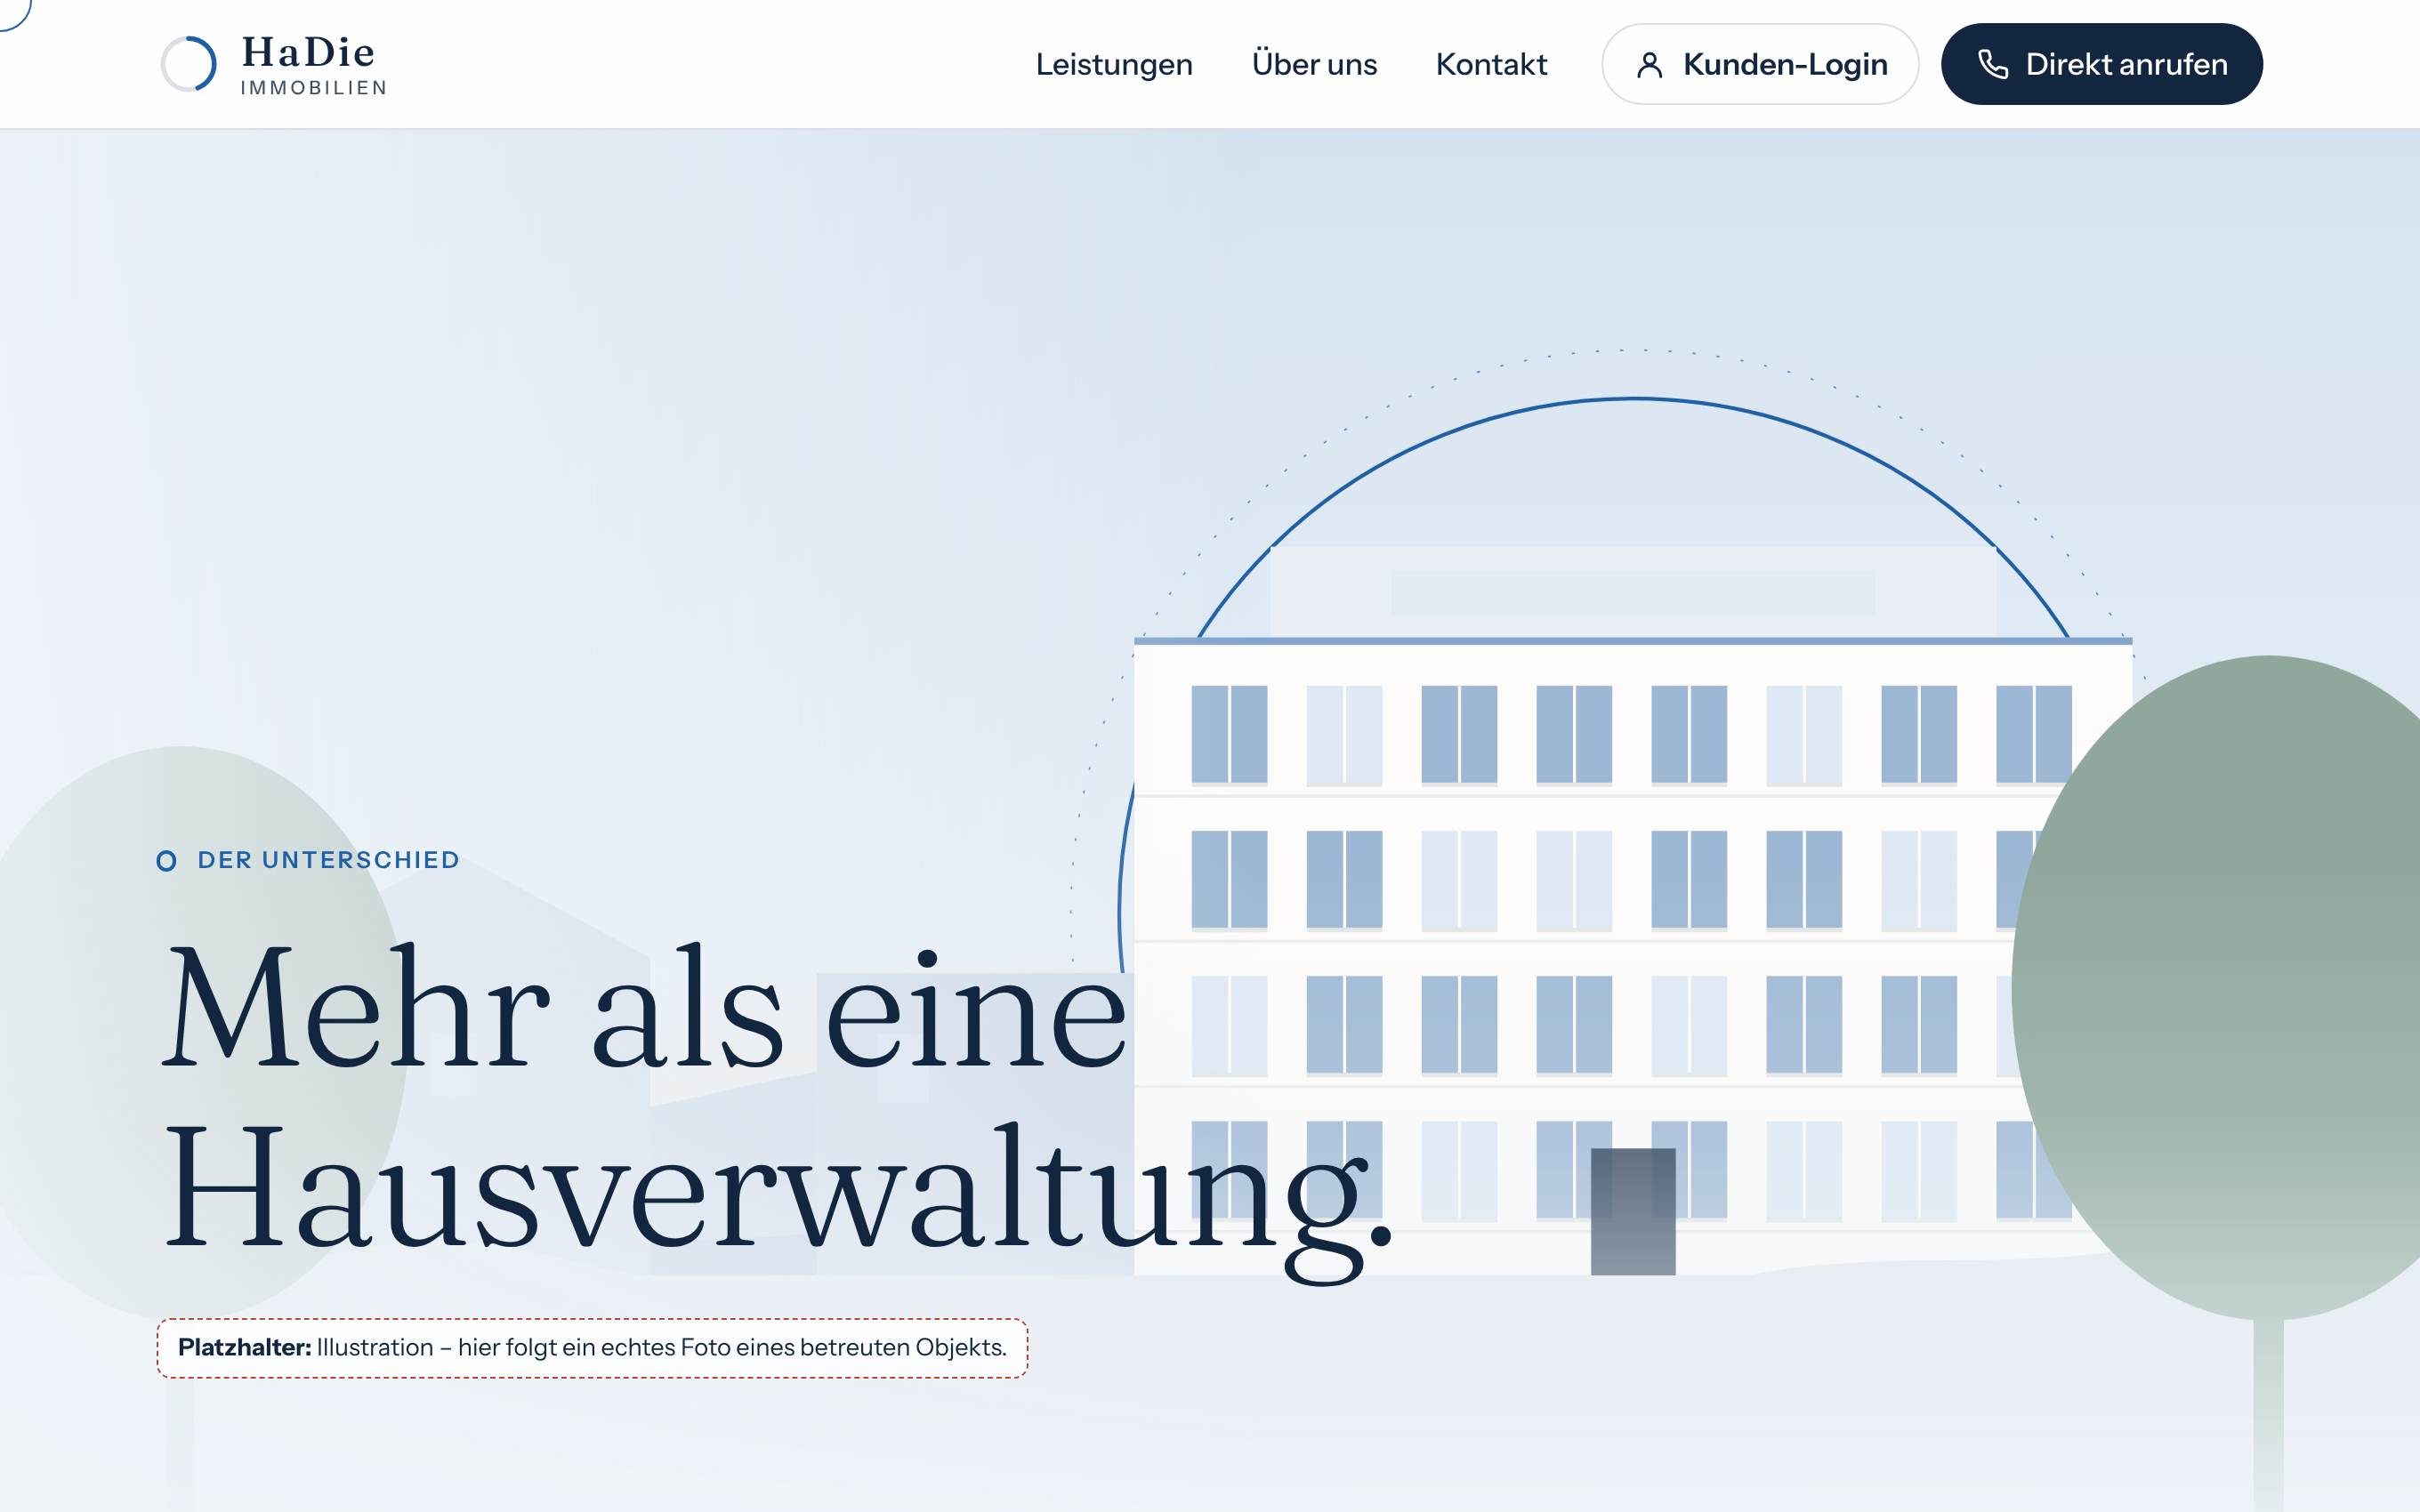 HaDie
IMMOBILIEN
Leistungen
Über uns
Kontakt
Kunden-Login
Direkt anrufen
DER UNTERSCHIED
Mehr als eine
Hausverwaltung.
Platzhalter: Illustration – hier folgt ein echtes Foto eines betreuten Objekts.